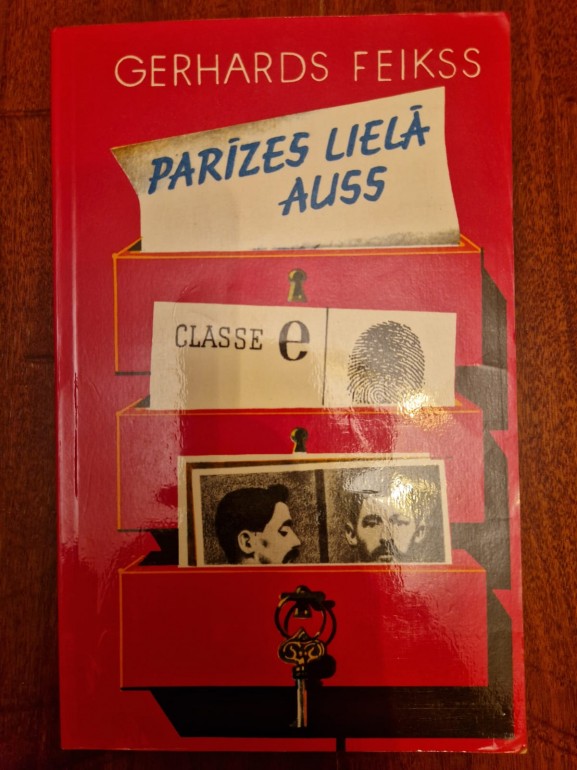 GERHARDS FEIKSS
PARĪZES LIELĀ
AUSS
CLASSE e